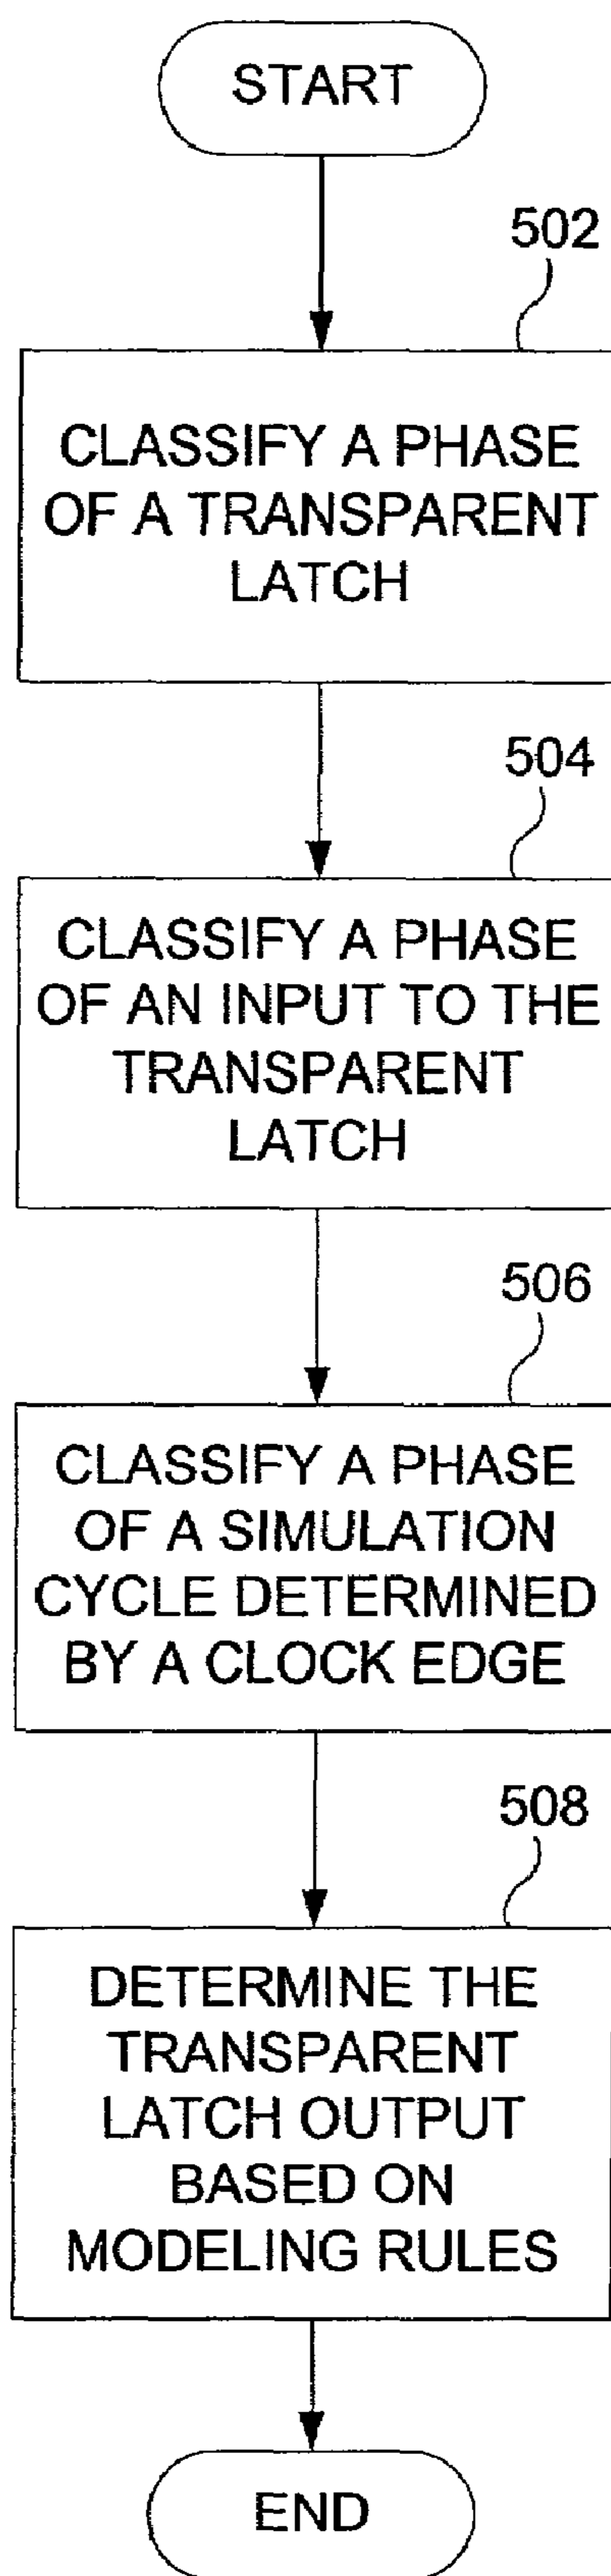 START
502
CLASSIFY A PHASE
OF A TRANSPARENT
LATCH
504
CLASSIFY A PHASE
OF AN INPUT TO THE
TRANSPARENT
LATCH
506
CLASSIFY A PHASE
OF A SIMULATION
CYCLE DETERMINED
BY A CLOCK EDGE
508
DETERMINE THE
TRANSPARENT
LATCH OUTPUT
BASED ON
MODELING RULES
END